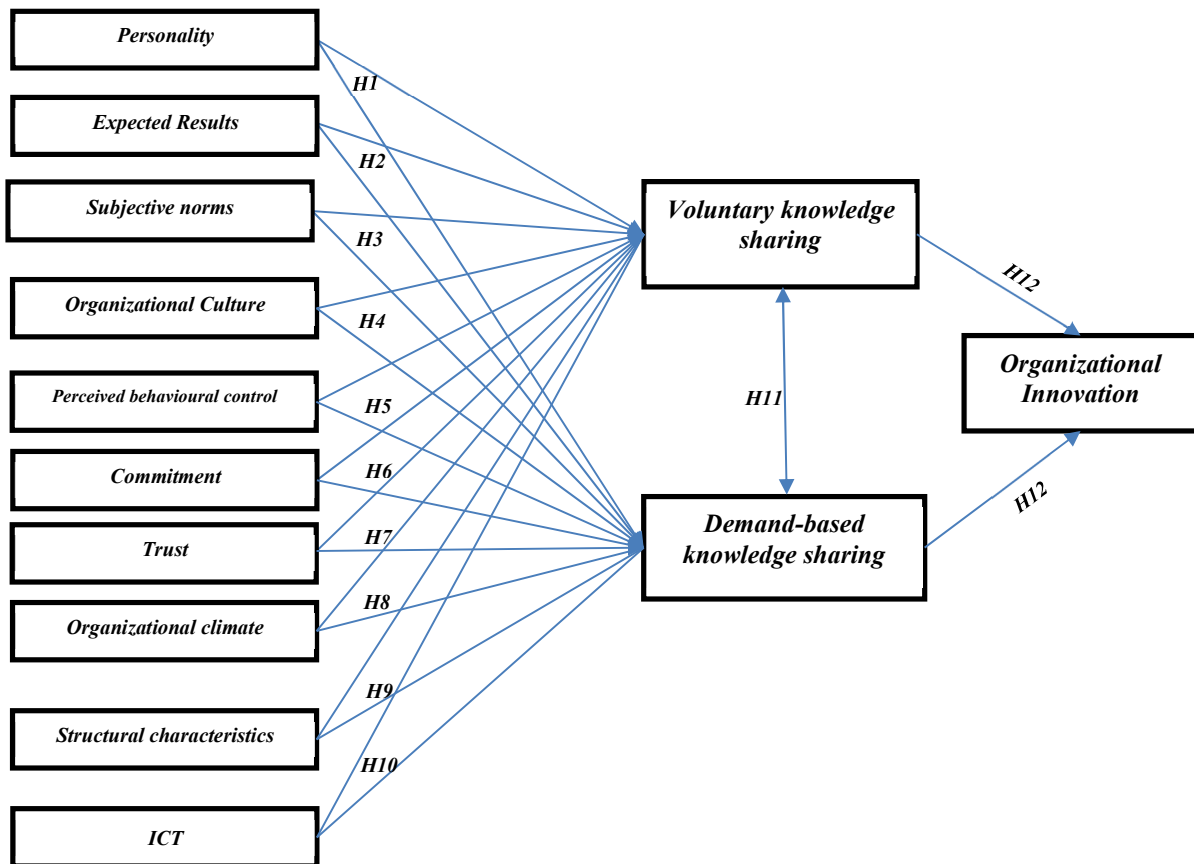 Personality
H1
Expected Results
H2
Subjective norms
H3
Organizational Culture
H4
Perceived behavioural control
H5
Commitment
H6
Trust
H7
Organizational climate
H8
Structural characteristics
H9
ICT
H10
Voluntary knowledge
sharing
H11
Demand-based
knowledge sharing
H12
H12
Organizational
Innovation